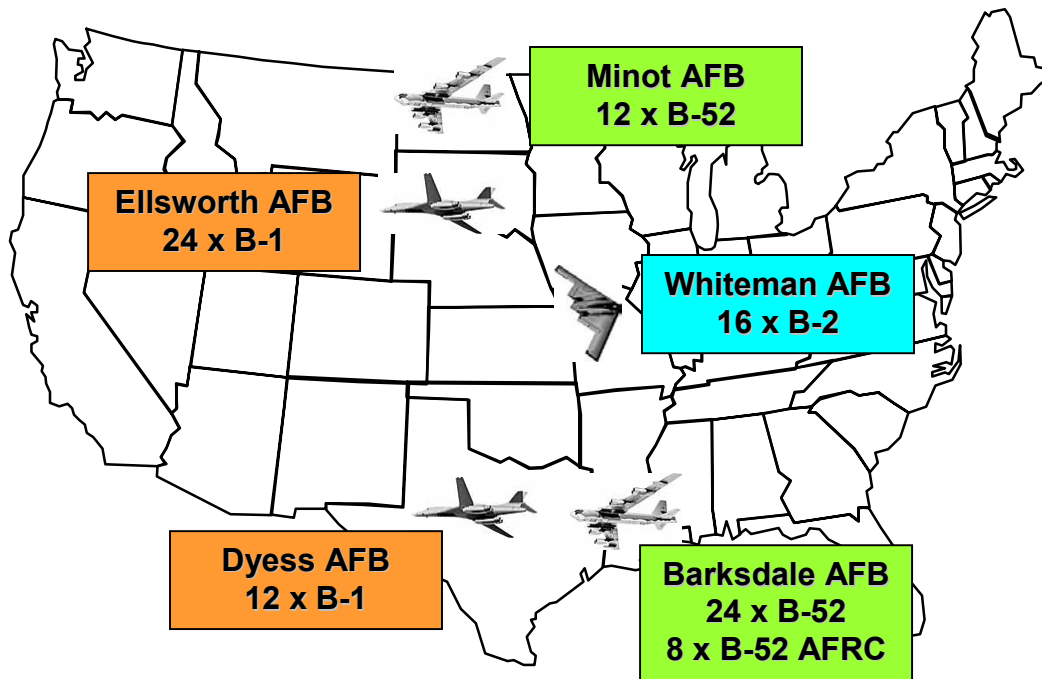 Minot AFB
12 x B-52
Ellsworth AFB
24 x B-1
Whiteman AFB
16 x B-2
Dyess AFB
12 x B-1
Barksdale AFB
24 x B-52
8 x B-52 AFRC